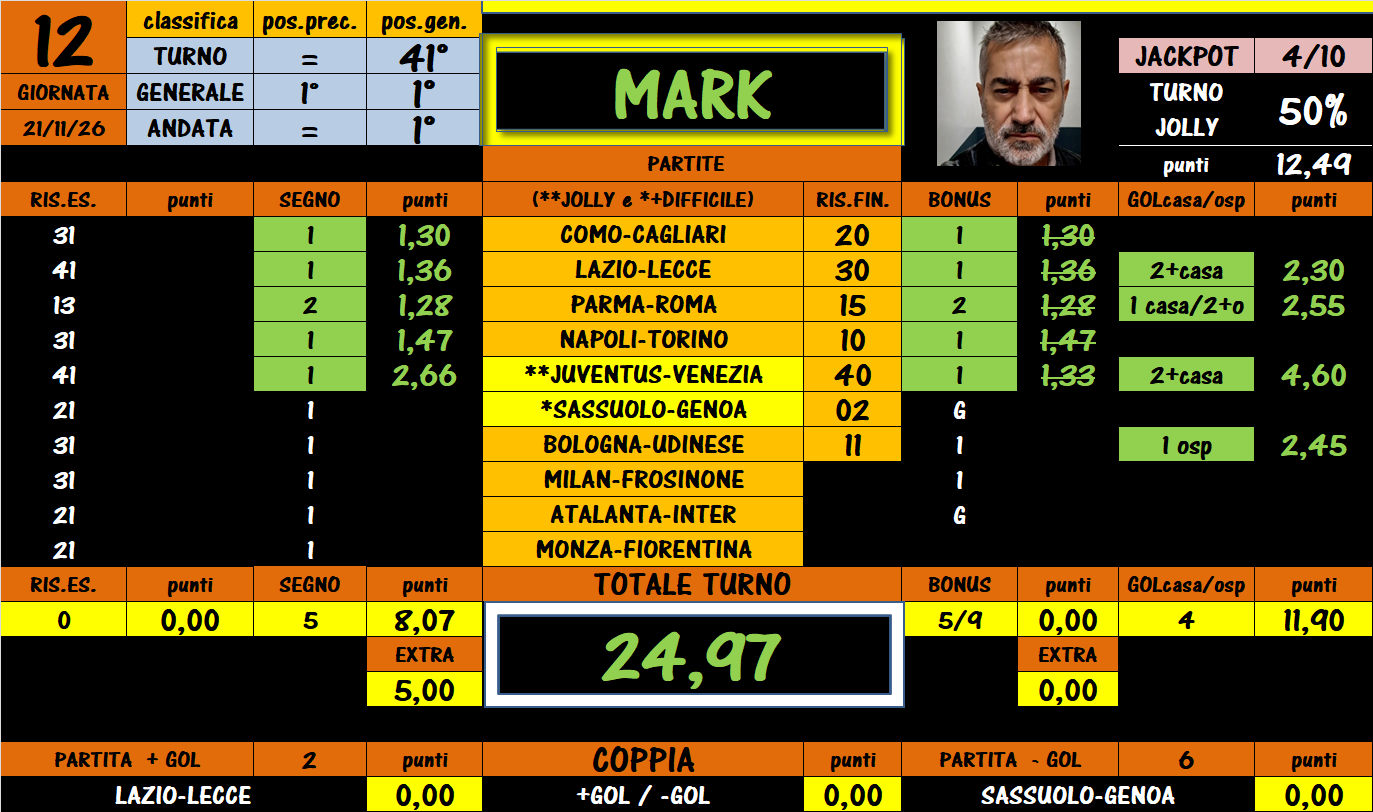 12 classifica pos.prec. pos.gen.
TURNO = 41°
GIORNATA GENERALE 1° 1°
21/11/26 ANDATA = 1°
MARK
JACKPOT 4/10
TURNO JOLLY 50%
PARTITE punti 12,49
RIS.ES. punti SEGNO punti (**JOLLY e *+DIFFICILE) RIS.FIN. BONUS punti GOLcasa/osp punti
31 1 1,30 COMO-CAGLIARI 20 1 1,30
41 1 1,36 LAZIO-LECCE 30 1 1,36 2+casa 2,30
13 2 1,28 PARMA-ROMA 15 2 1,28 1 casa/2+o 2,55
31 1 1,47 NAPOLI-TORINO 10 1 1,47
41 1 2,66 **JUVENTUS-VENEZIA 40 1 1,33 2+casa 4,60
21 1 *SASSUOLO-GENOA 02 G
31 1 BOLOGNA-UDINESE 11 1 1 osp 2,45
31 1 MILAN-FROSINONE 1
21 1 ATALANTA-INTER G
21 1 MONZA-FIORENTINA
RIS.ES. punti SEGNO punti TOTALE TURNO BONUS punti GOLcasa/osp punti
0 0,00 5 8,07 5/9 0,00 4 11,90
24,97
EXTRA EXTRA
5,00 0,00
PARTITA + GOL 2 punti COPPIA punti PARTITA - GOL 6 punti
LAZIO-LECCE 0,00 +GOL / -GOL 0,00 SASSUOLO-GENOA 0,00